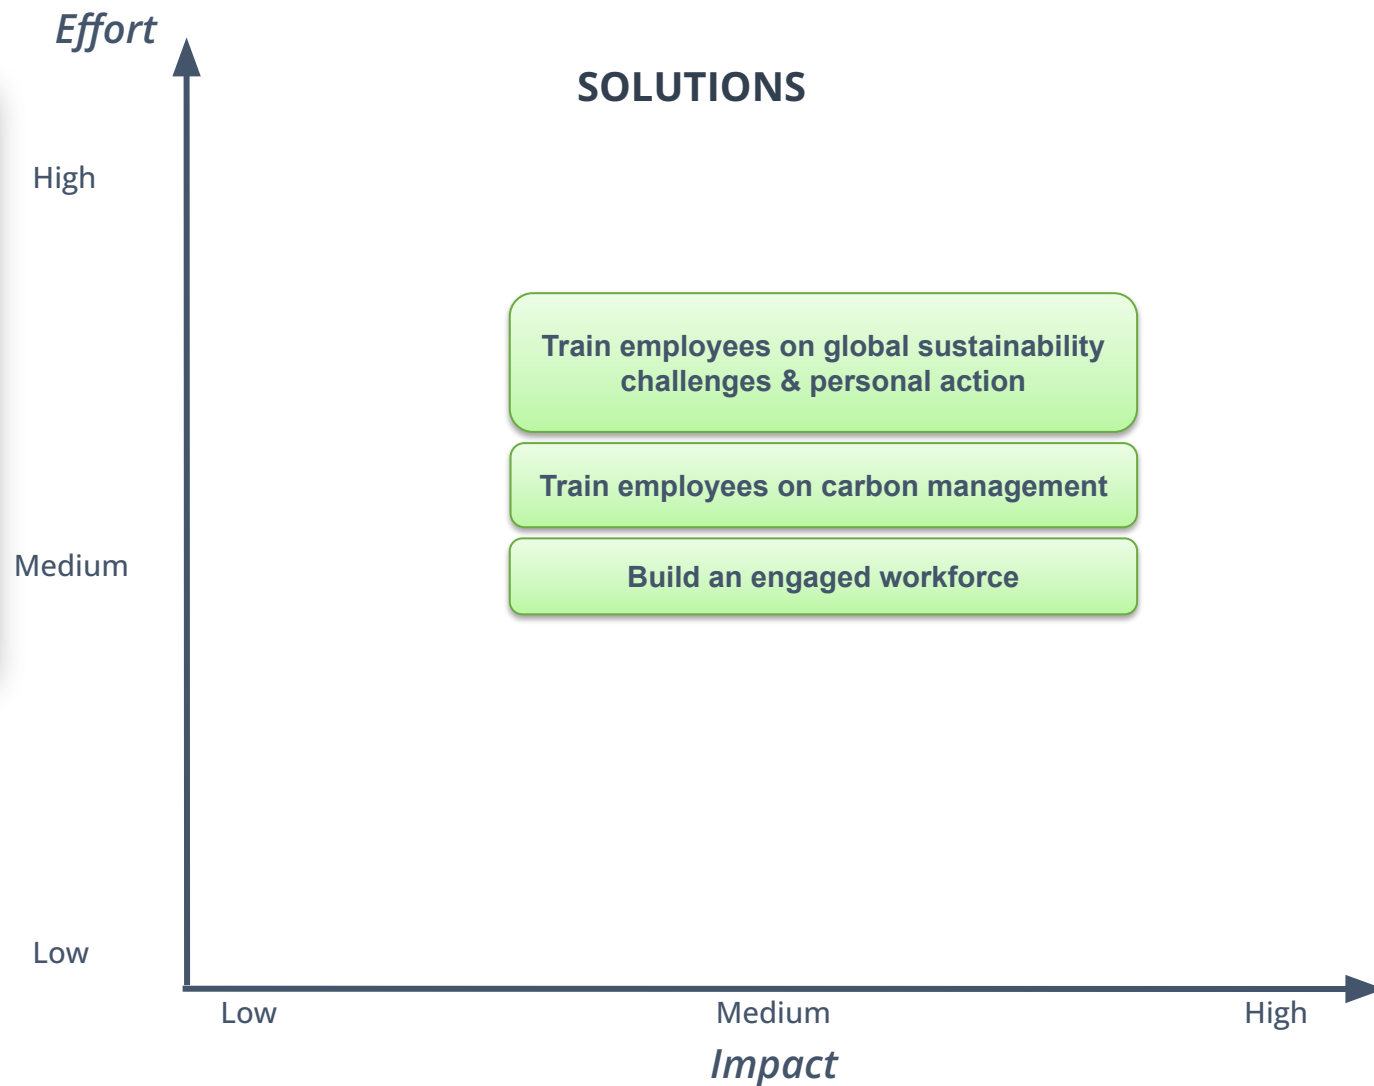 Effort
SOLUTIONS
High
Train employees on global sustainability
challenges & personal action
Train employees on carbon management
Medium
Build an engaged workforce
Low
Low
Medium
High
Impact